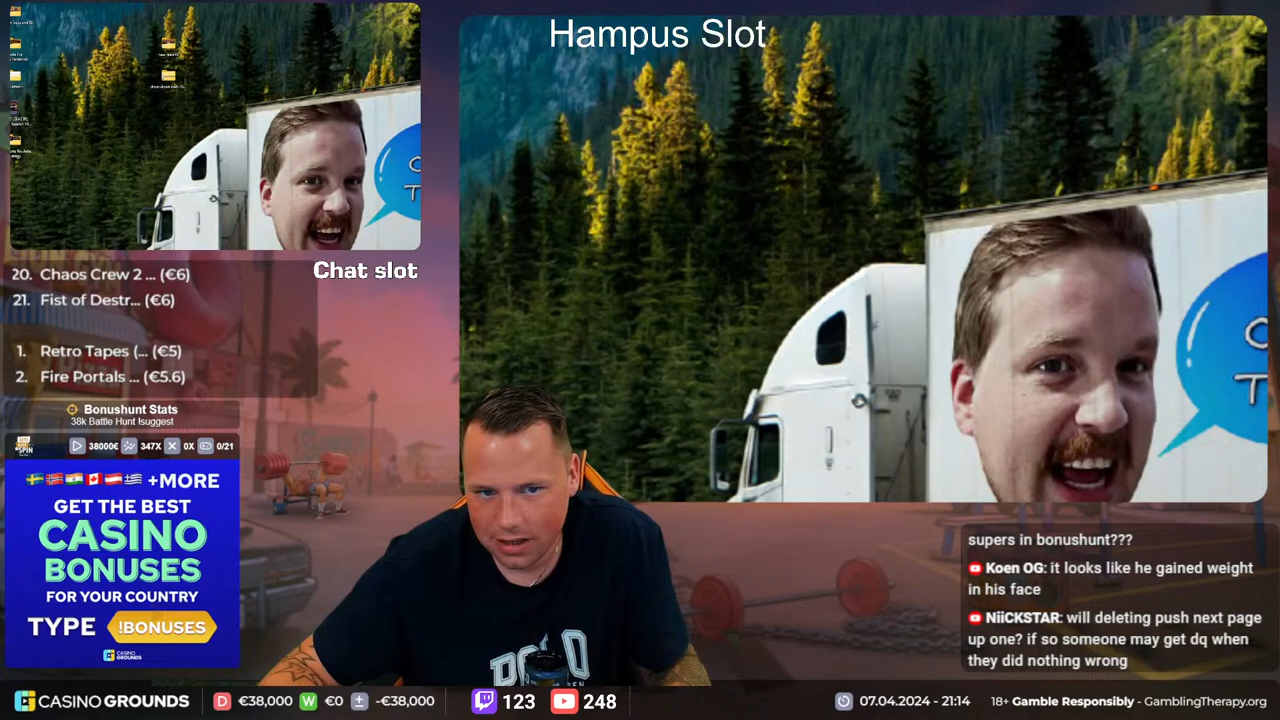 Hampus Slot
Chat slot
20. Chaos Crew 2 ... (€6)
21. Fist of Destr... (€6)
1. Retro Tapes (... (€5)
2. Fire Portals ... (€5.6)
Bonushunt Stats
38k Battle Hunt !suggest
38000€ 347X 0X 0/21
+MORE
GET THE BEST
CASINO
BONUSES
FOR YOUR COUNTRY
TYPE !BONUSES
CASINO
GROUNDS
supers in bonushunt???
Koen OG: it looks like he gained weight
in his face
NiiCKSTAR: will deleting push next page
up one? if so someone may get dq when
they did nothing wrong
POLO
CASINOGROUNDS D €38,000 W €0 ± -€38,000 123 248 07.04.2024 - 21:14 18+ Gamble Responsibly - GamblingTherapy.org